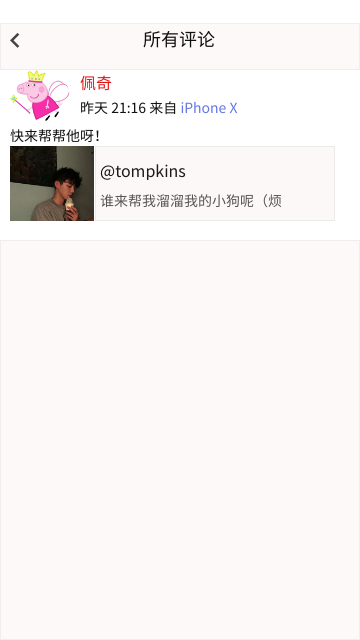 所有评论
佩奇
昨天 21:16 来自 iPhone X
快来帮帮他呀！
@tompkins
谁来帮我溜溜我的小狗呢（烦